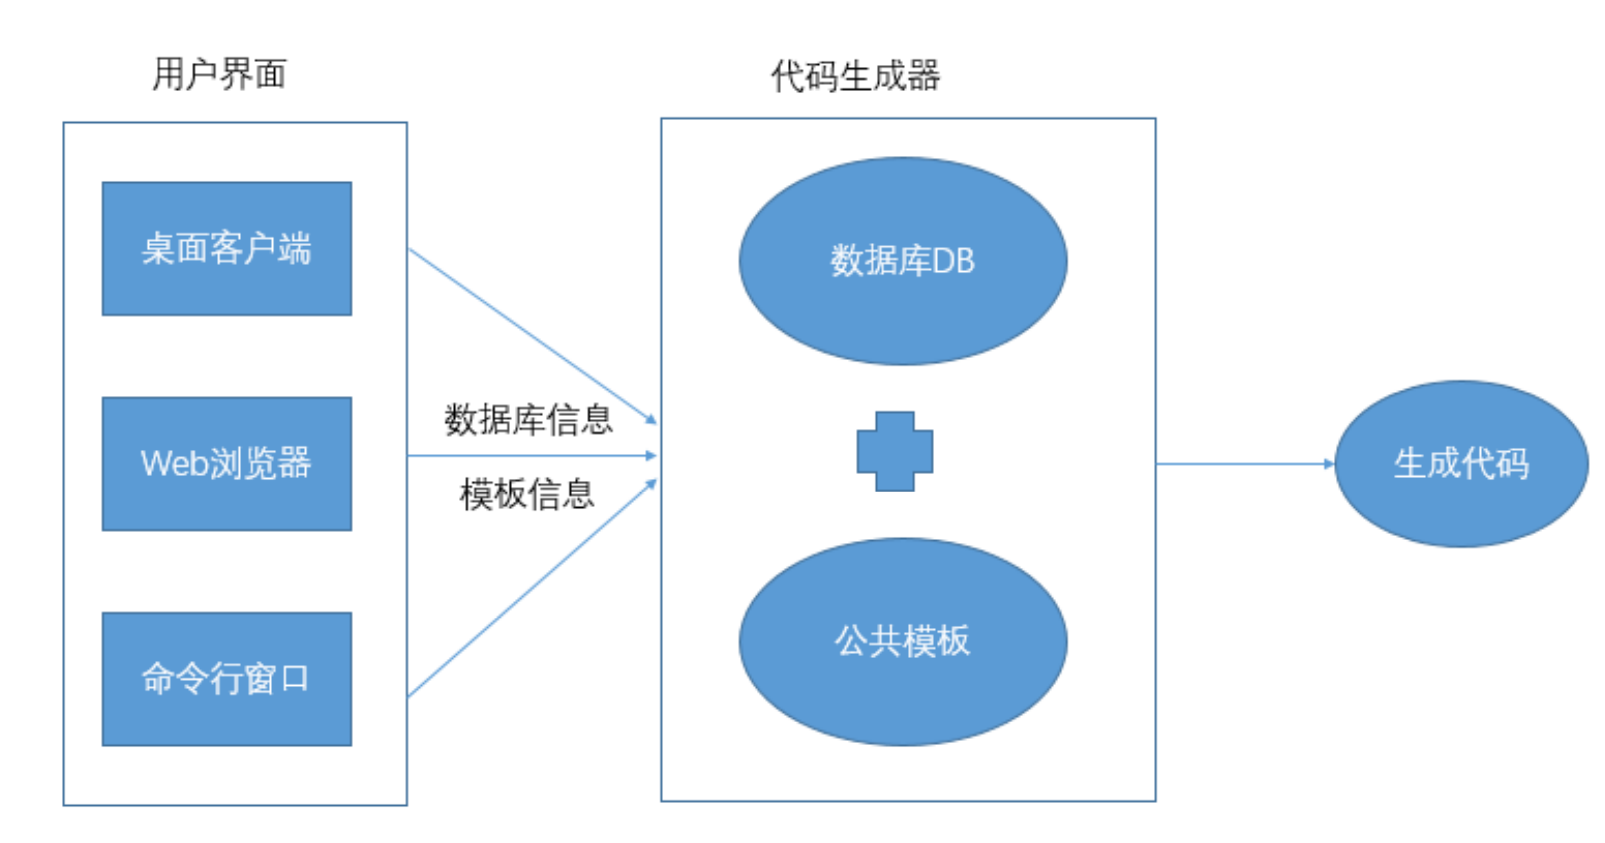 用户界面
代码生成器
桌面客户端
Web浏览器
命令行窗口
数据库信息
模板信息
数据库DB
公共模板
生成代码